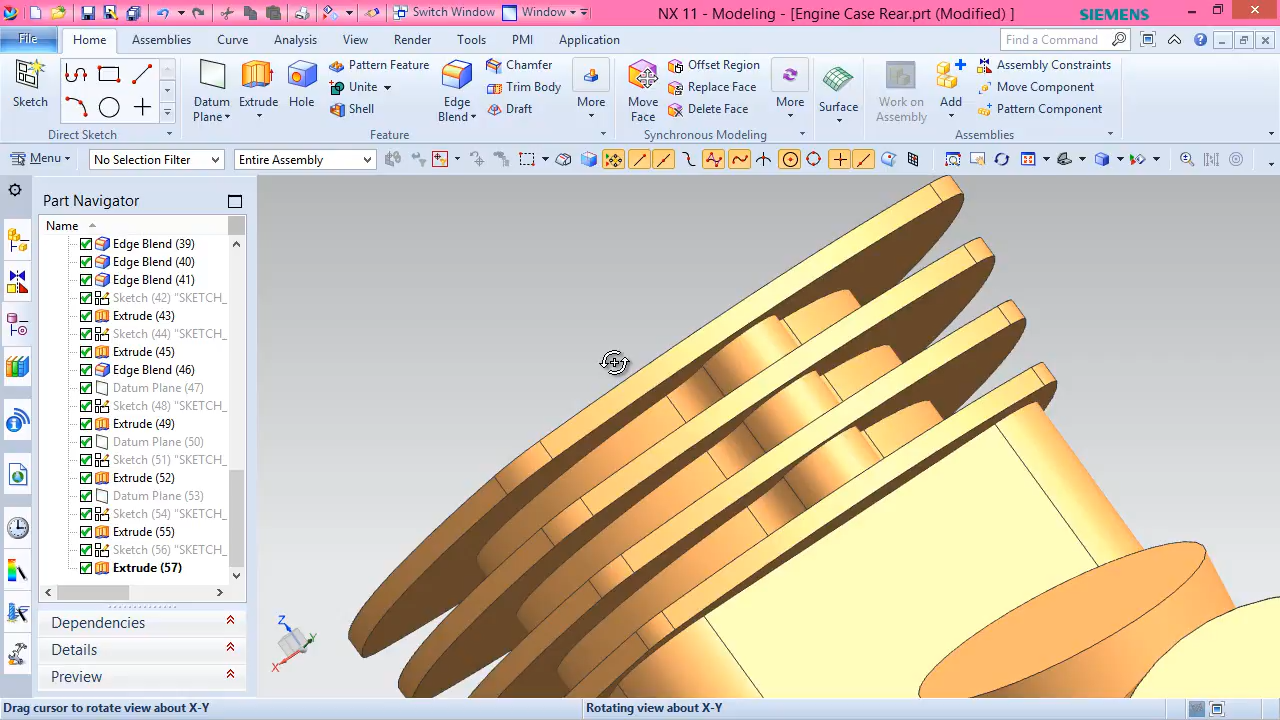 Switch Window
Window
NX 11 - Modeling - [Engine Case Rear.prt (Modified) ]
SIEMENS
File
Home
Assemblies
Curve
Analysis
View
Render
Tools
PMI
Application
Find a Command
Sketch
Direct Sketch
Datum Plane
Extrude
Hole
Pattern Feature
Unite
Shell
Edge Blend
Chamfer
Trim Body
Draft
More
Feature
Move Face
Offset Region
Replace Face
Delete Face
More
Synchronous Modeling
Surface
Work on Assembly
Add
Assembly Constraints
Move Component
Pattern Component
Assemblies
Menu
No Selection Filter
Entire Assembly
Part Navigator
Name
Edge Blend (39)
Edge Blend (40)
Edge Blend (41)
Sketch (42) "SKETCH_
Extrude (43)
Sketch (44) "SKETCH_
Extrude (45)
Edge Blend (46)
Datum Plane (47)
Sketch (48) "SKETCH_
Extrude (49)
Datum Plane (50)
Sketch (51) "SKETCH_
Extrude (52)
Datum Plane (53)
Sketch (54) "SKETCH_
Extrude (55)
Sketch (56) "SKETCH_
Extrude (57)
Dependencies
Details
Preview
Z
Y
X
Drag cursor to rotate view about X-Y
Rotating view about X-Y